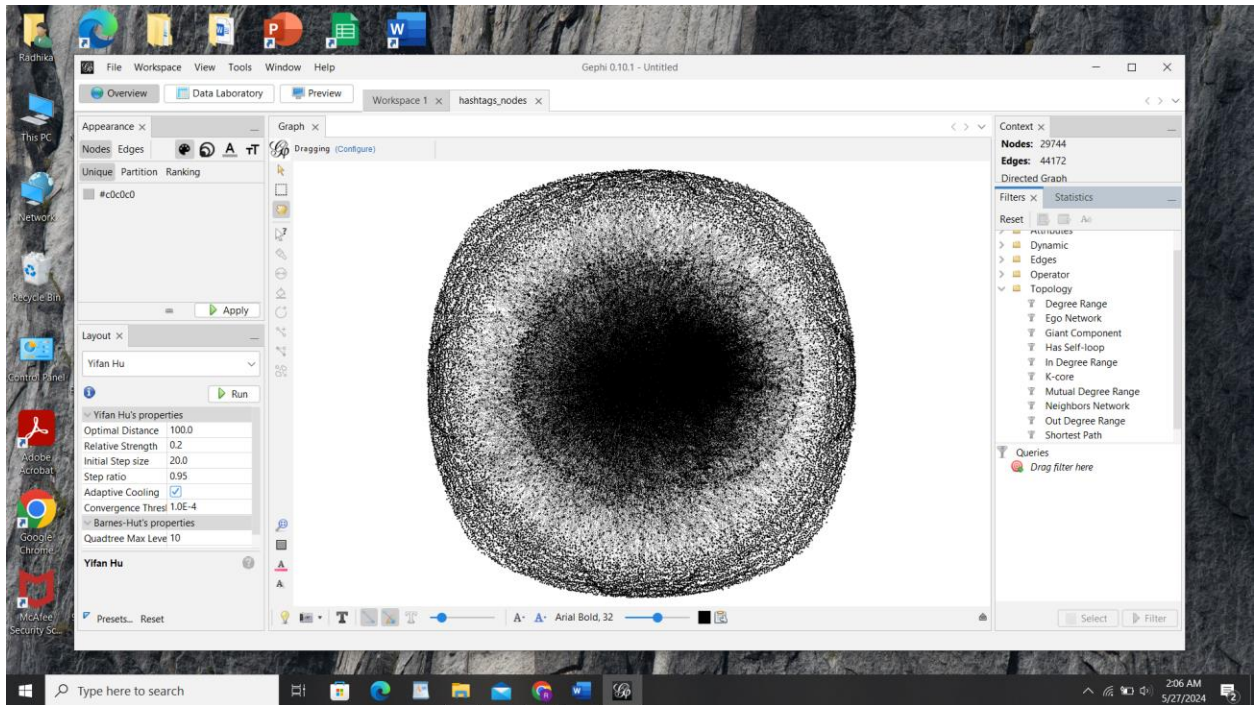 Radhika
This PC
Network
Recycle Bin
Control Panel
Adobe
Acrobat
Google
Chrome
McAfee
Security Sc...
File Workspace View Tools Window Help
Gephi 0.10.1 - Untitled
Overview Data Laboratory Preview
Workspace 1 hashtags_nodes
Appearance
Nodes Edges
Unique Partition Ranking
#c0c0c0
Apply
Layout
Yifan Hu
Run
Yifan Hu's properties
Optimal Distance 100.0
Relative Strength 0.2
Initial Step size 20.0
Step ratio 0.95
Adaptive Cooling
Convergence Thresl 1.0E-4
Barnes-Hut's properties
Quadtree Max Leve 10
Yifan Hu
Presets... Reset
Graph
Dragging (Configure)
Arial Bold, 32
Context
Nodes: 29744
Edges: 44172
Directed Graph
Filters Statistics
Reset
Attributes
Dynamic
Edges
Operator
Topology
Degree Range
Ego Network
Giant Component
Has Self-loop
In Degree Range
K-core
Mutual Degree Range
Neighbors Network
Out Degree Range
Shortest Path
Queries
Drag filter here
Select Filter
Type here to search
2:06 AM
5/27/2024